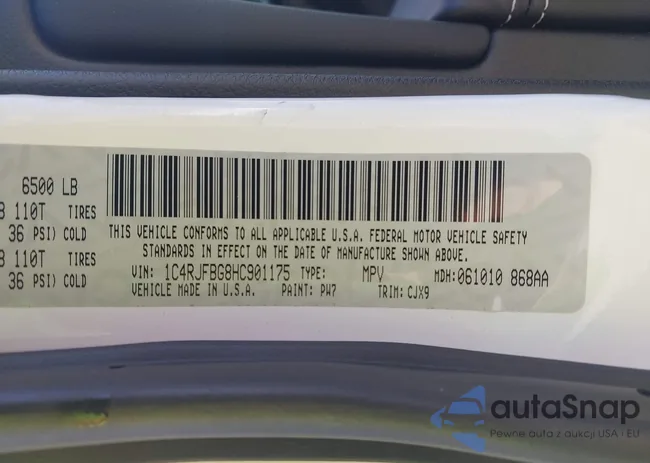 6500 LB
110T TIRES
36 PSI) COLD
110T TIRES
36 PSI) COLD
THIS VEHICLE CONFORMS TO ALL APPLICABLE U.S.A. FEDERAL MOTOR VEHICLE SAFETY
STANDARDS IN EFFECT ON THE DATE OF MANUFACTURE SHOWN ABOVE.
VIN: 1C4RJFBG8HC901175 TYPE: MPV MDH:061010 868AA
VEHICLE MADE IN U.S.A. PAINT: PW7 TRIM: CJX9
autaSnap
Pewne auta z aukcji USA i EU